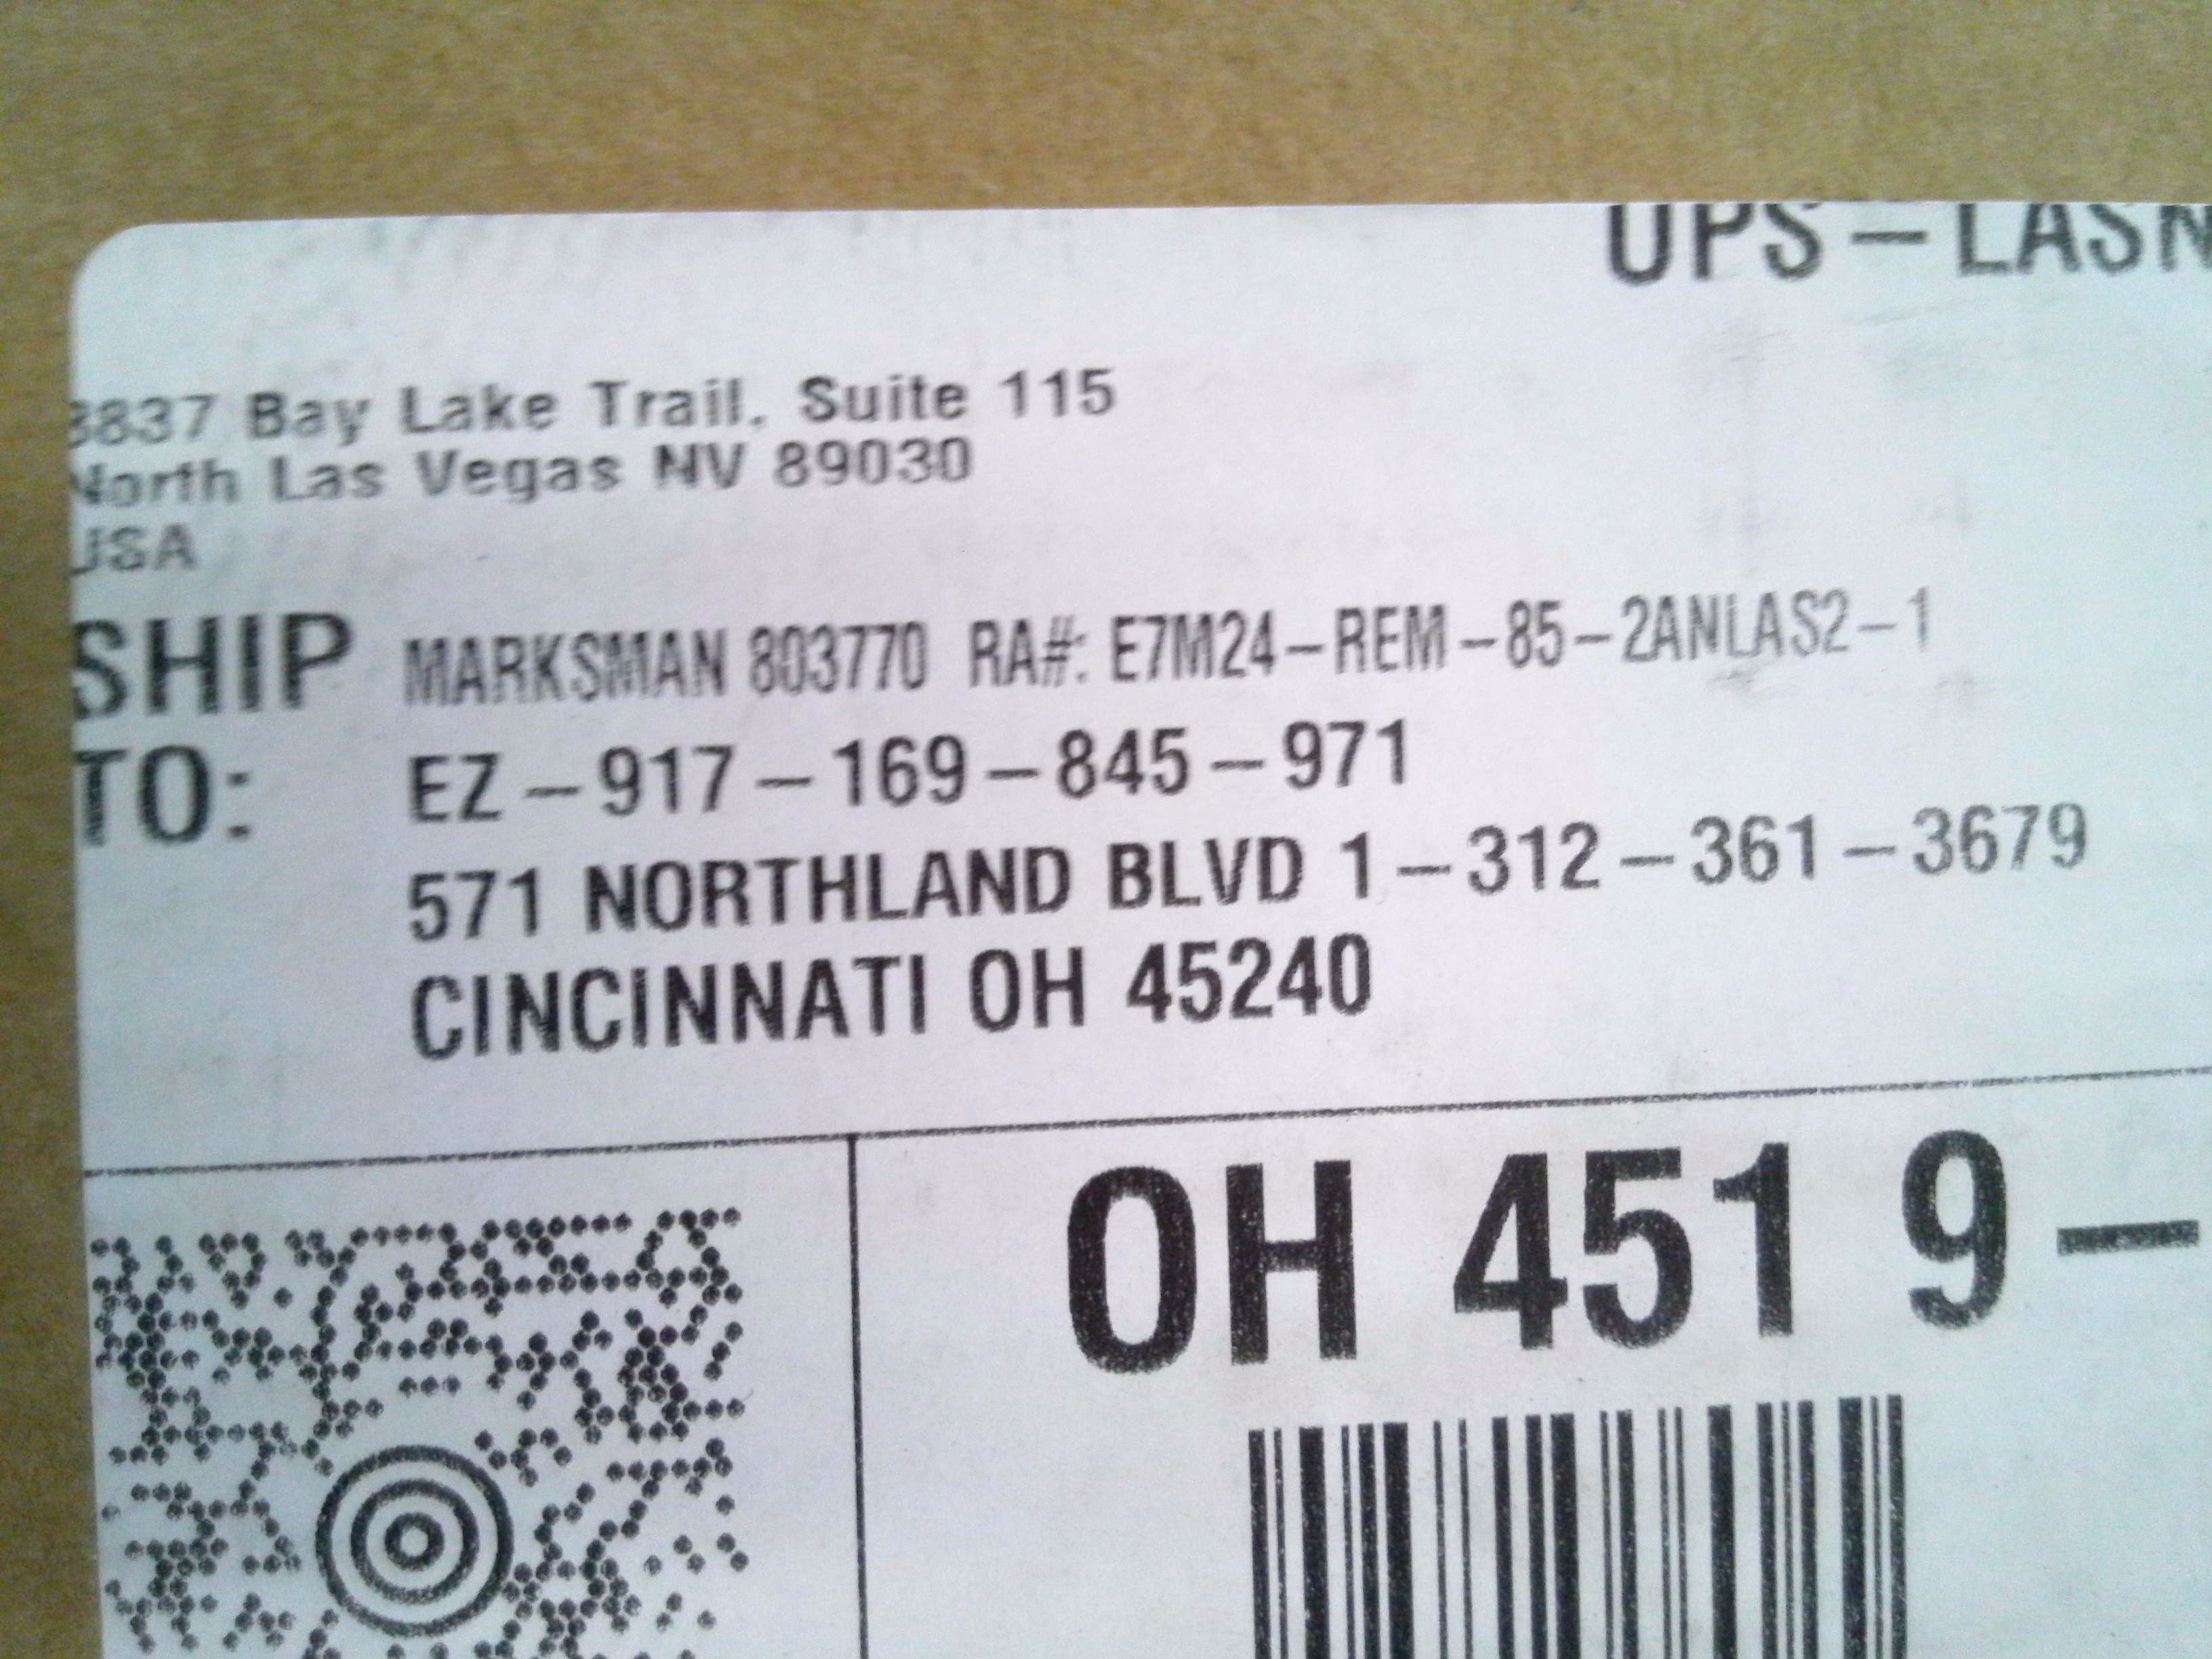 UPS – LASN
3837 Bay Lake Trail, Suite 115
North Las Vegas NV 89030
USA
SHIP TO:
MARKSMAN 803770 RA#: E7M24–REM–85–2ANLAS2–1
EZ – 917 – 169 – 845 – 971
571 NORTHLAND BLVD 1 – 312 – 361 – 3679
CINCINNATI OH 45240
OH 451 9 –